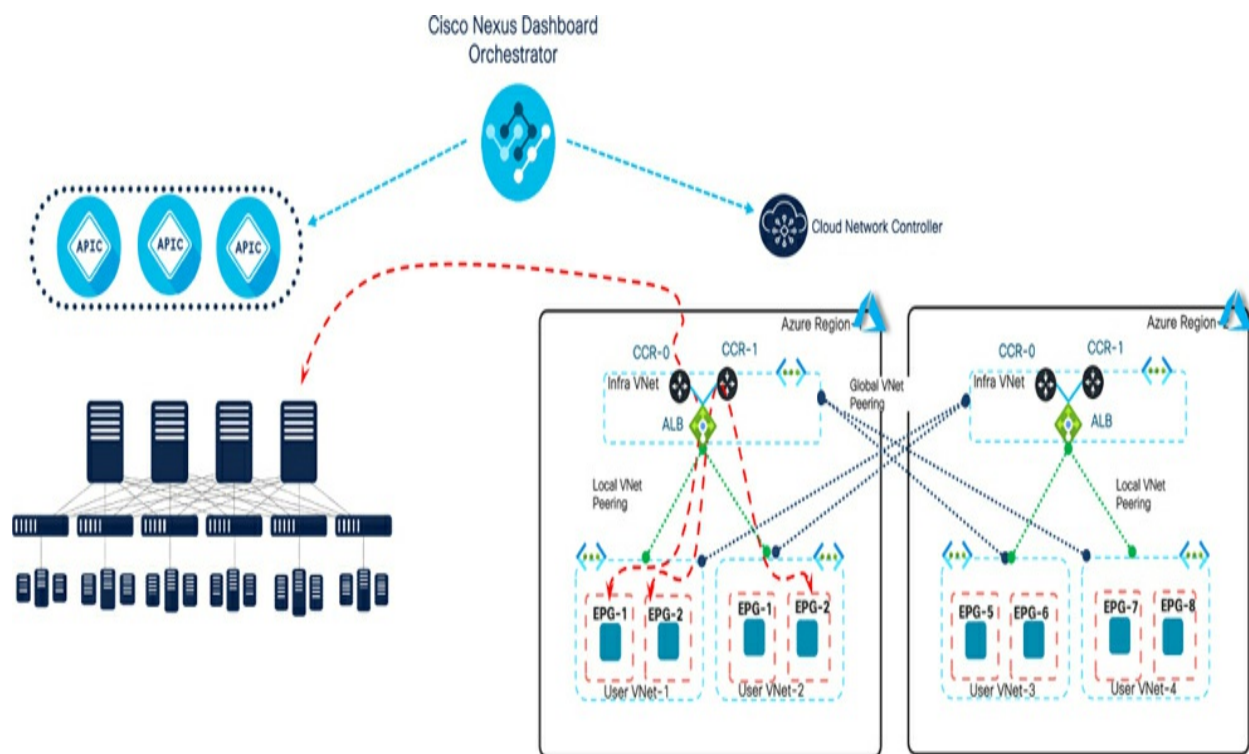 Cisco Nexus Dashboard
Orchestrator
APIC
APIC
APIC
Cloud Network Controller
Azure Region
Azure Region
CCR-0
CCR-1
Infra VNet
ALB
Global VNet
Peering
CCR-0
CCR-1
Infra VNet
ALB
Local VNet
Peering
Local VNet
Peering
EPG-1
EPG-2
EPG-1
EPG-2
EPG-5
EPG-6
EPG-7
EPG-8
User VNet-1
User VNet-2
User VNet-3
User VNet-4